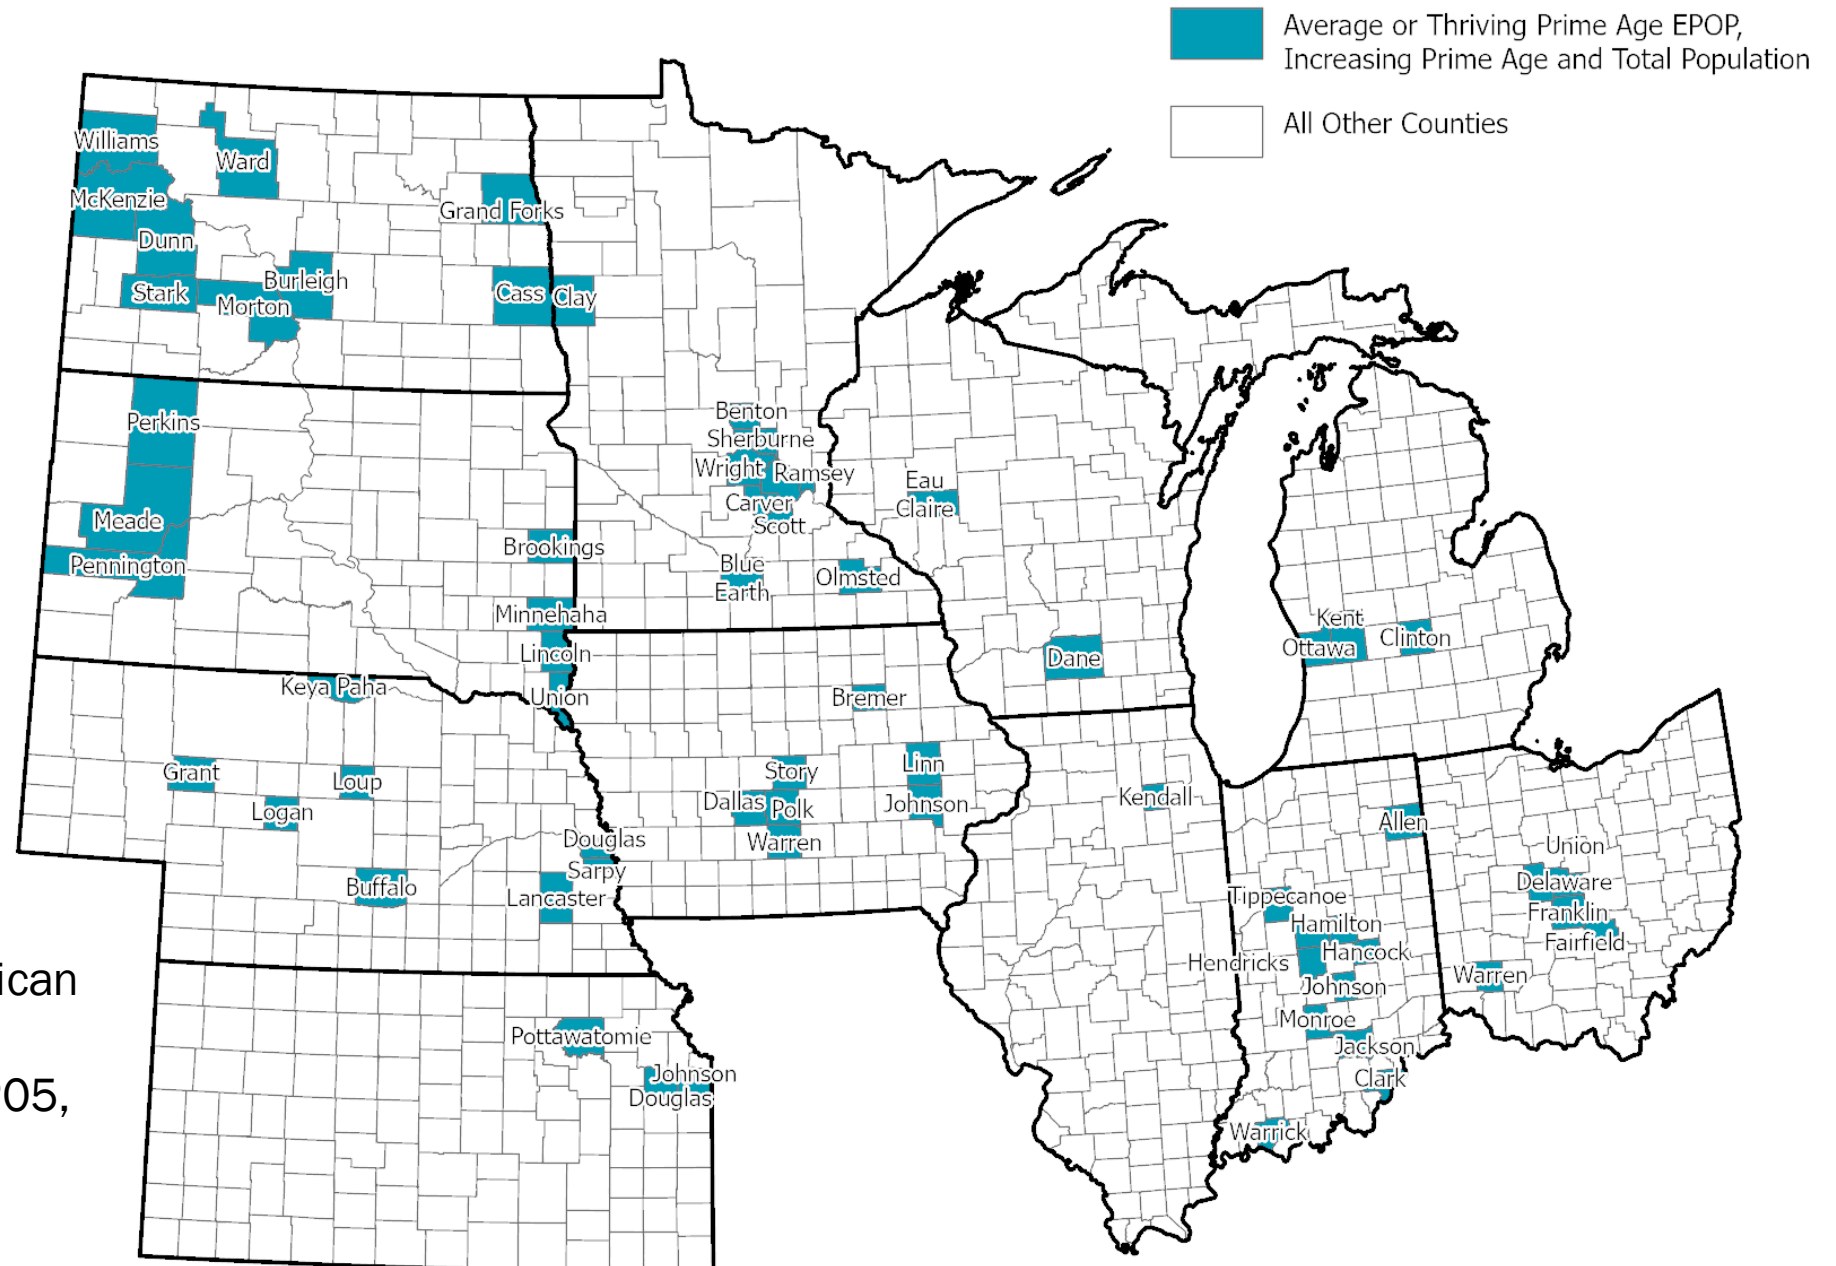 Average or Thriving Prime Age EPOP,
Increasing Prime Age and Total Population
All Other Counties
Williams
Ward
McKenzie
Grand Forks
Dunn
Burleigh
Stark
Morton
Cass
Clay
Perkins
Meade
Pennington
Brookings
Minnehaha
Lincoln
Union
Benton
Sherburne
Wright
Ramsey
Carver
Scott
Blue
Earth
Olmsted
Eau
Claire
Dane
Kent
Ottawa
Clinton
Keya Paha
Grant
Loup
Logan
Buffalo
Douglas
Sarpy
Lancaster
Bremer
Story
Linn
Dallas
Polk
Johnson
Warren
Kendall
Allen
Tippecanoe
Hamilton
Hancock
Hendricks
Johnson
Monroe
Jackson
Clark
Warrick
Union
Delaware
Franklin
Fairfield
Warren
Pottawatomie
Johnson
Douglas
ican
05,